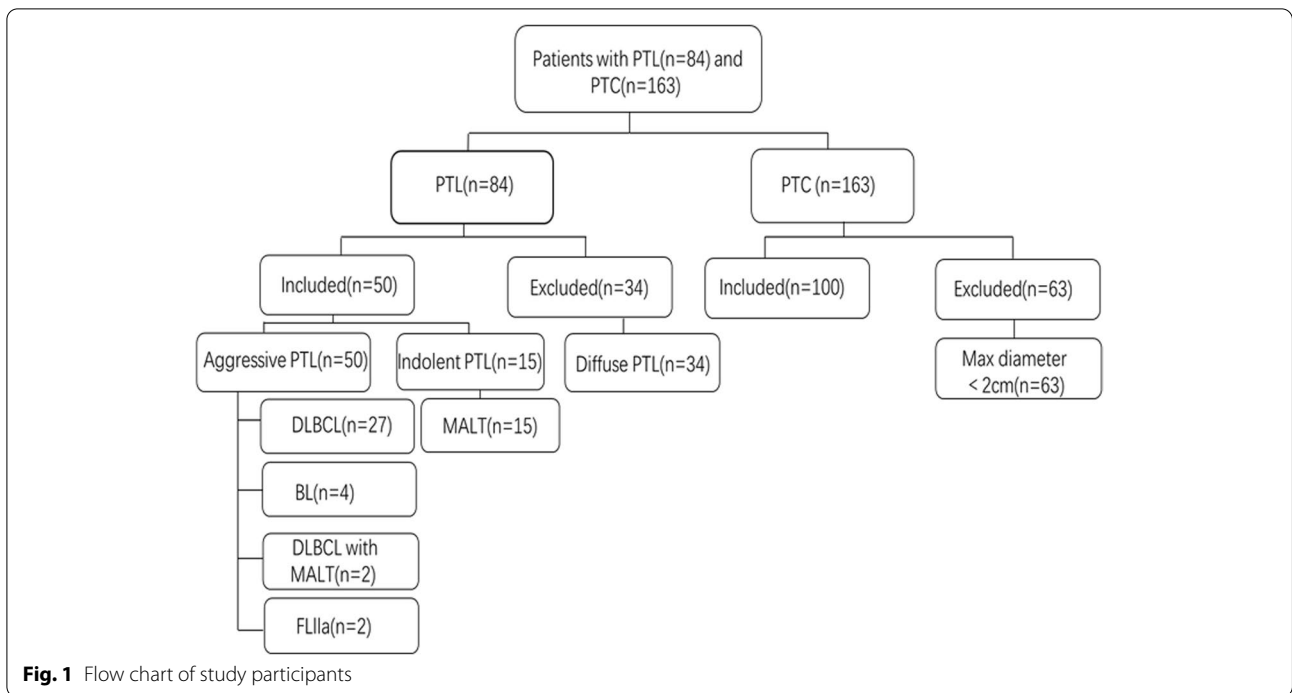 Patients with PTL(n=84) and
PTC(n=163)
PTL(n=84)
PTC (n=163)
Included(n=50)
Excluded(n=34)
Included(n=100)
Excluded(n=63)
Aggressive PTL(n=50)
Indolent PTL(n=15)
Diffuse PTL(n=34)
Max diameter
< 2cm(n=63)
DLBCL(n=27)
MALT(n=15)
BL(n=4)
DLBCL with
MALT(n=2)
FLIIa(n=2)
Fig. 1 Flow chart of study participants